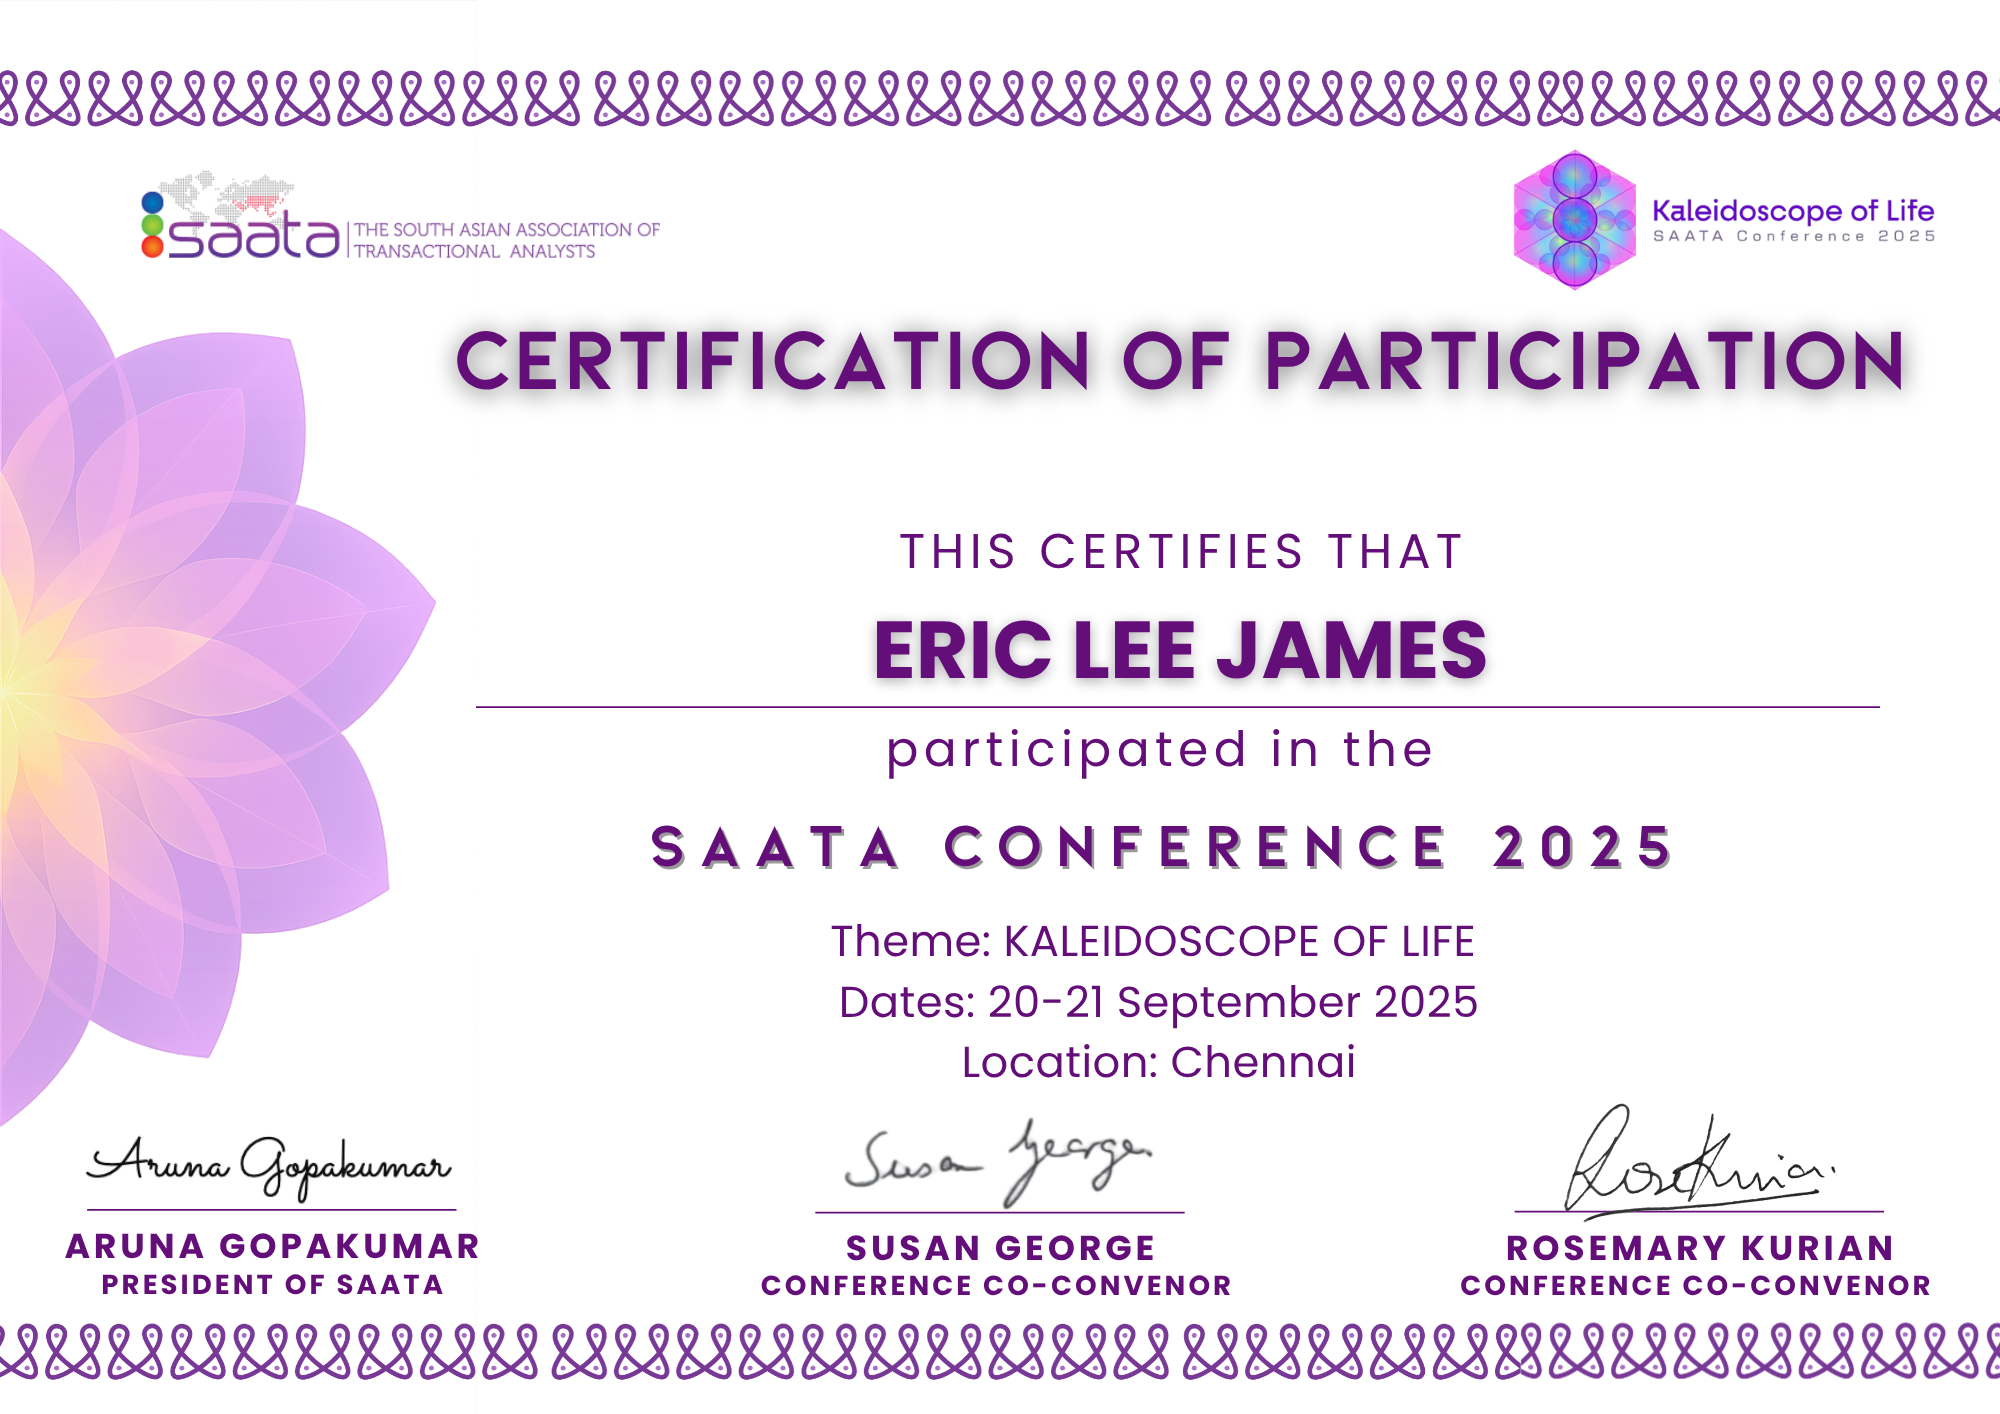 saata
THE SOUTH ASIAN ASSOCIATION OF
TRANSACTIONAL ANALYSTS
Kaleidoscope of Life
SAATA Conference 2025
CERTIFICATION OF PARTICIPATION
THIS CERTIFIES THAT
ERIC LEE JAMES
participated in the
SAATA CONFERENCE 2025
Theme: KALEIDOSCOPE OF LIFE
Dates: 20-21 September 2025
Location: Chennai
Aruna Gopakumar
Susan George
ARUNA GOPAKUMAR
PRESIDENT OF SAATA
SUSAN GEORGE
CONFERENCE CO-CONVENOR
ROSEMARY KURIAN
CONFERENCE CO-CONVENOR